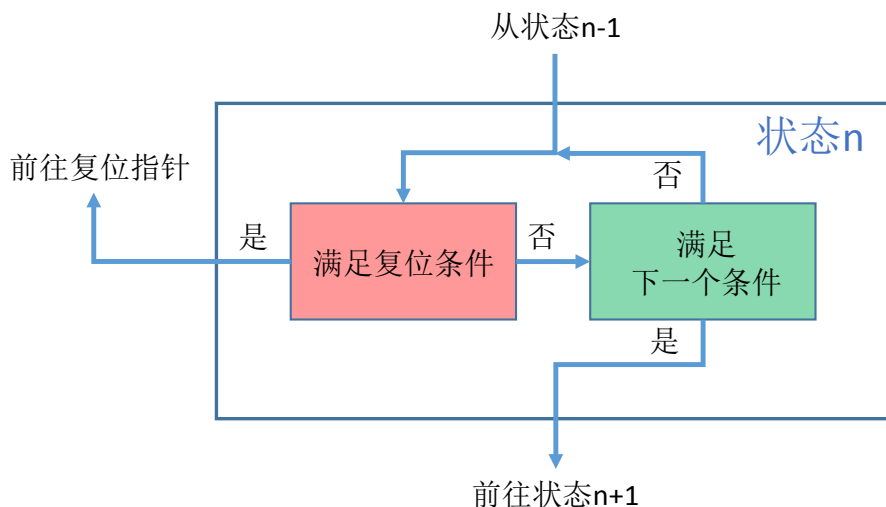 从状态n-1
状态n
前往复位指针
否
是
否
满足复位条件
满足
下一个条件
是
前往状态n+1